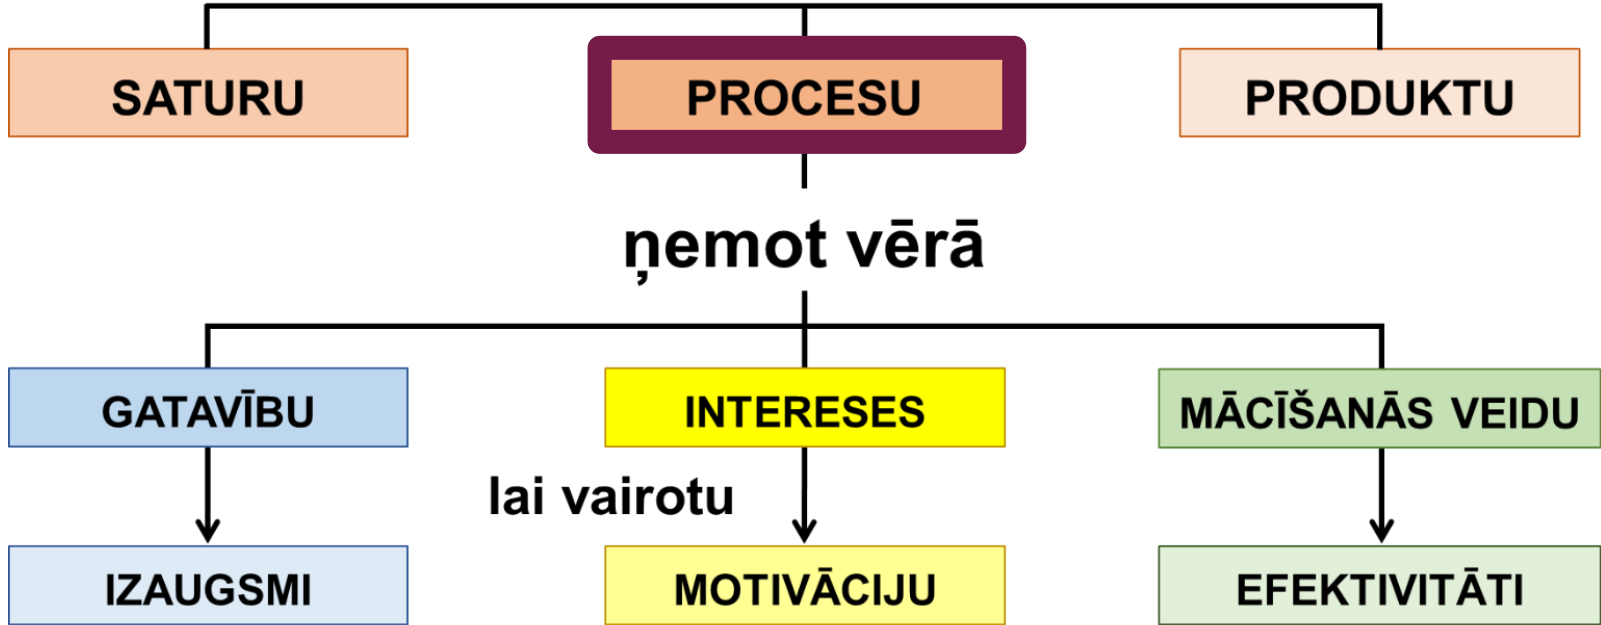 SATURU
PROCESU
PRODUKTU
ņemot vērā
GATAVĪBU
INTERESES
MĀCĪŠANĀS VEIDU
lai vairotu
IZAUGSMI
MOTIVĀCIJU
EFEKTIVITĀTI